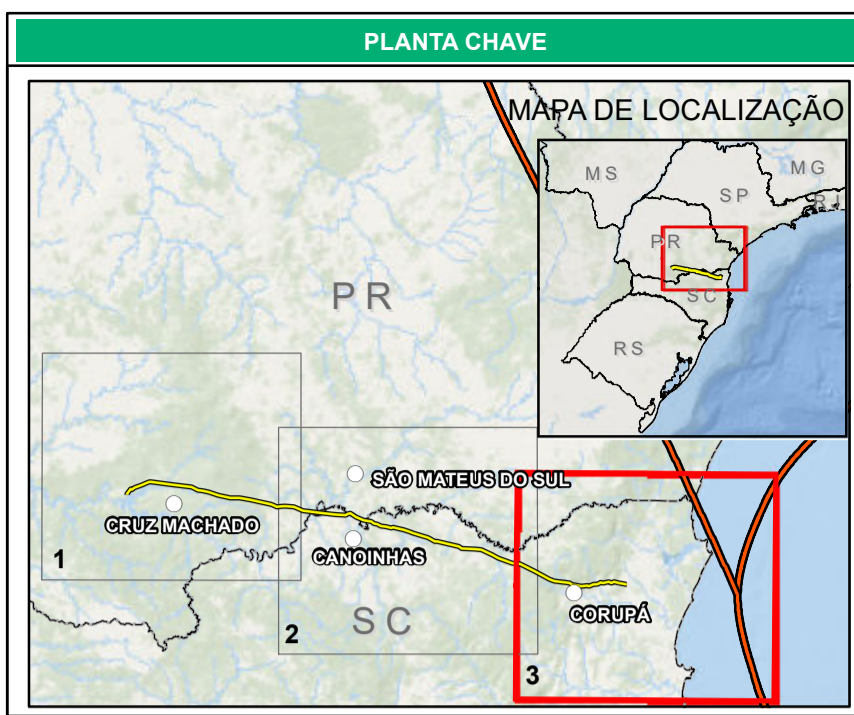 PLANTA CHAVE
MAPA DE LOCALIZAÇÃO
MS
MG
SP
RJ
PR
SC
RS
PR
SÃO MATEUS DO SUL
CRUZ MACHADO
CANOINHAS
CORUPÁ
1
SC
2
3